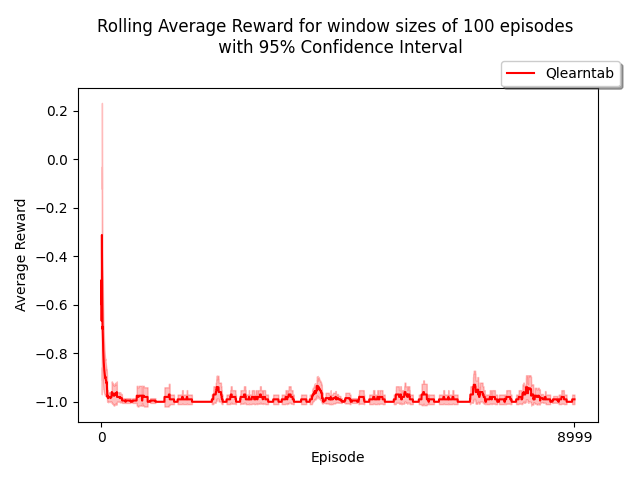 Rolling Average Reward for window sizes of 100 episodes
with 95% Confidence Interval
Qlearntab
0.2
0.0
−0.2
−0.4
−0.6
−0.8
−1.0
Average Reward
0
8999
Episode